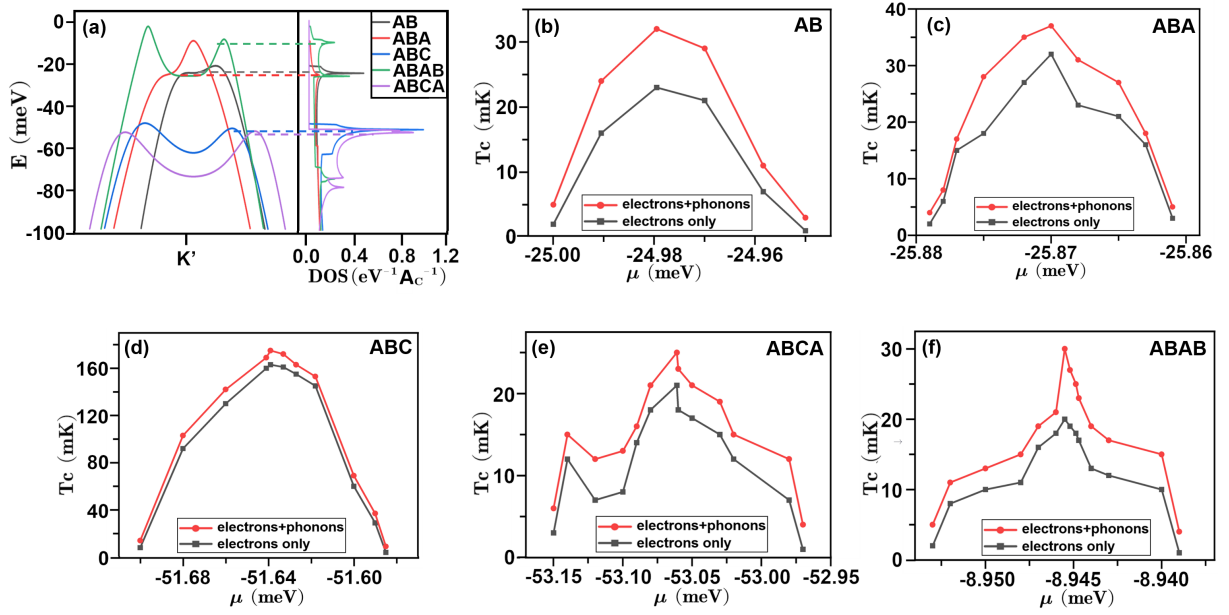 (a)
AB
ABA
ABC
ABAB
ABCA
0
-20
-40
-60
-80
-100
E (meV)
K'
0.0 0.4 0.8 1.2
DOS(eV⁻¹A_C⁻¹)
(b)
AB
30
20
10
0
Tc (mK)
electrons+phonons
electrons only
-25.00 -24.98 -24.96
μ (meV)
(c)
ABA
40
30
20
10
0
Tc (mK)
electrons+phonons
electrons only
-25.88 -25.87 -25.86
μ (meV)
(d)
ABC
160
120
80
40
0
Tc (mK)
electrons+phonons
electrons only
-51.68 -51.64 -51.60
μ (meV)
(e)
ABCA
20
10
0
Tc (mK)
electrons+phonons
electrons only
-53.15 -53.10 -53.05 -53.00 -52.95
μ (meV)
(f)
ABAB
30
20
10
0
Tc (mK)
electrons+phonons
electrons only
-8.950 -8.945 -8.940
μ (meV)